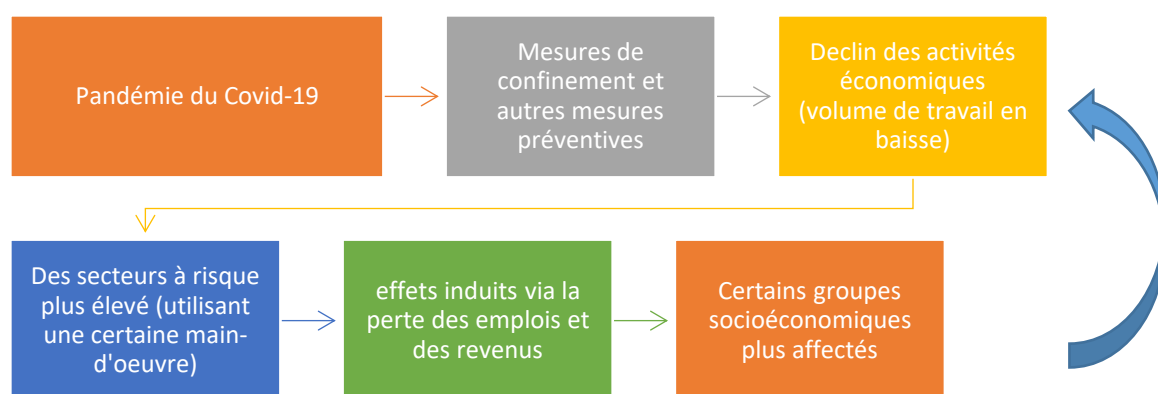 Pandémie du Covid-19
Mesures de
confinement et
autres mesures
préventives
Declin des activités
économiques
(volume de travail en
baisse)
Des secteurs à risque
plus élevé (utilisant
une certaine main-
d'oeuvre)
effets induits via la
perte des emplois et
des revenus
Certains groupes
socioéconomiques
plus affectés